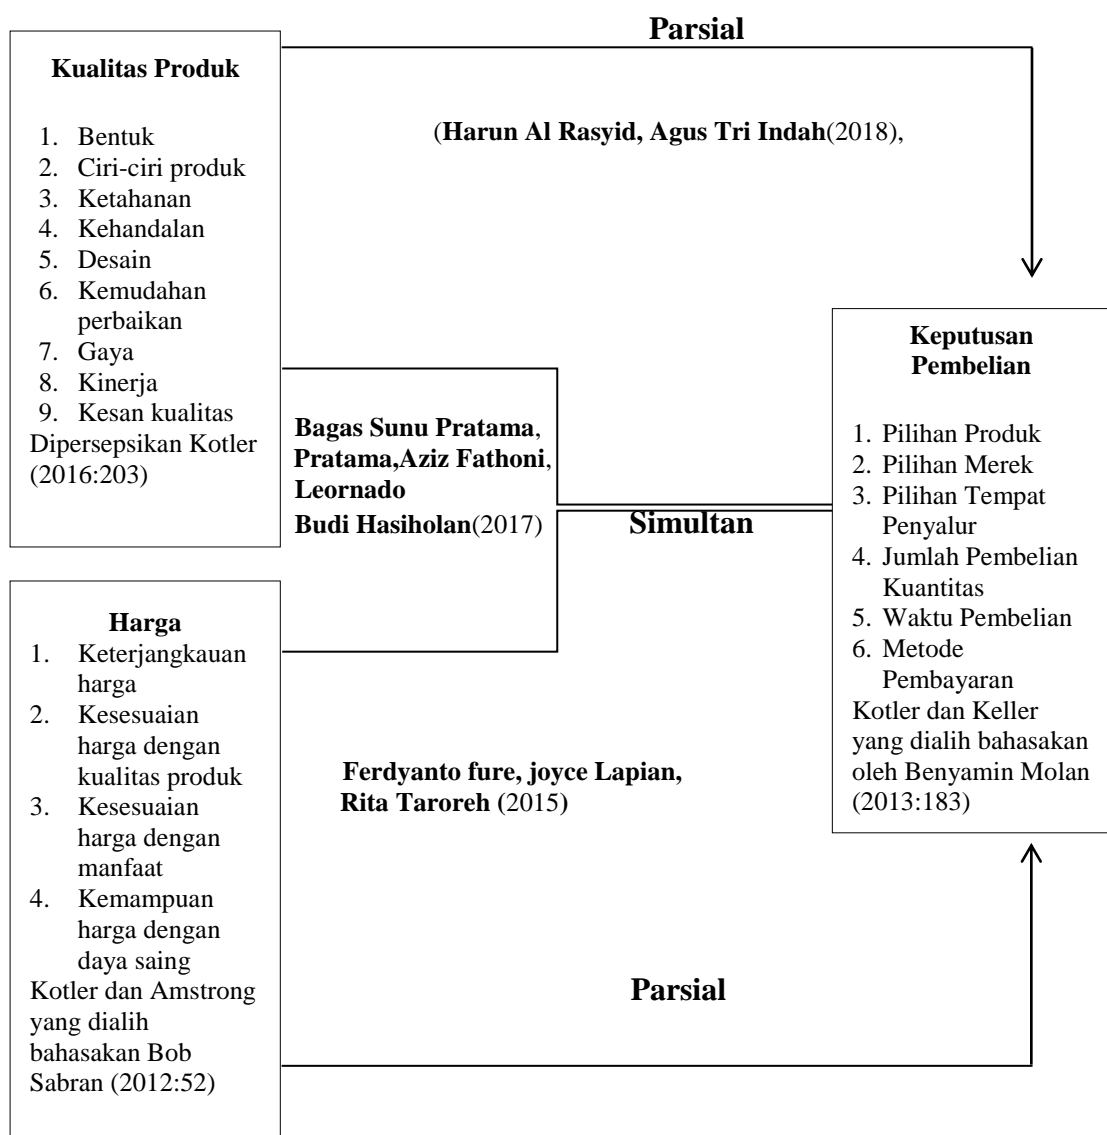 Parsial
Kualitas Produk
1. Bentuk
2. Ciri-ciri produk
3. Ketahanan
4. Kehandalan
5. Desain
6. Kemudahan
perbaikan
7. Gaya
8. Kinerja
9. Kesan kualitas
Dipersepsikan Kotler
(2016:203)
(Harun Al Rasyid, Agus Tri Indah(2018),
Bagas Sunu Pratama,
Pratama,Aziz Fathoni,
Leornado
Budi Hasiholan(2017)
Simultan
Keputusan
Pembelian
1. Pilihan Produk
2. Pilihan Merek
3. Pilihan Tempat
Penyalur
4. Jumlah Pembelian
Kuantitas
5. Waktu Pembelian
6. Metode
Pembayaran
Kotler dan Keller
yang dialih bahasakan
oleh Benyamin Molan
(2013:183)
Harga
1. Keterjangkauan
harga
2. Kesesuaian
harga dengan
kualitas produk
3. Kesesuaian
harga dengan
manfaat
4. Kemampuan
harga dengan
daya saing
Kotler dan Amstrong
yang dialih
bahasakan Bob
Sabran (2012:52)
Ferdyanto fure, joyce Lapian,
Rita Taroreh (2015)
Parsial